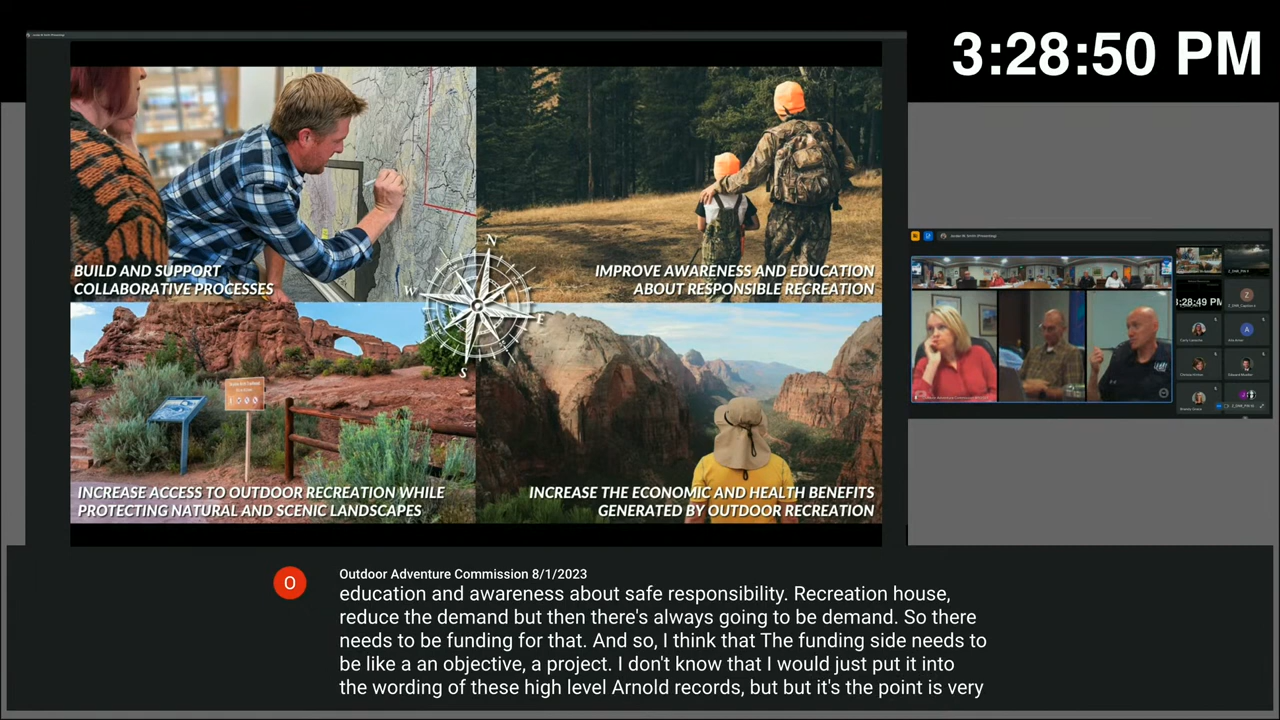 3:28:50 PM
BUILD AND SUPPORT
COLLABORATIVE PROCESSES
IMPROVE AWARENESS AND EDUCATION
ABOUT RESPONSIBLE RECREATION
N
W
E
S
INCREASE ACCESS TO OUTDOOR RECREATION WHILE
PROTECTING NATURAL AND SCENIC LANDSCAPES
INCREASE THE ECONOMIC AND HEALTH BENEFITS
GENERATED BY OUTDOOR RECREATION
:28:49 PM
O
Outdoor Adventure Commission 8/1/2023
education and awareness about safe responsibility. Recreation house,
reduce the demand but then there's always going to be demand. So there
needs to be funding for that. And so, I think that The funding side needs to
be like a an objective, a project. I don't know that I would just put it into
the wording of these high level Arnold records, but but it's the point is very